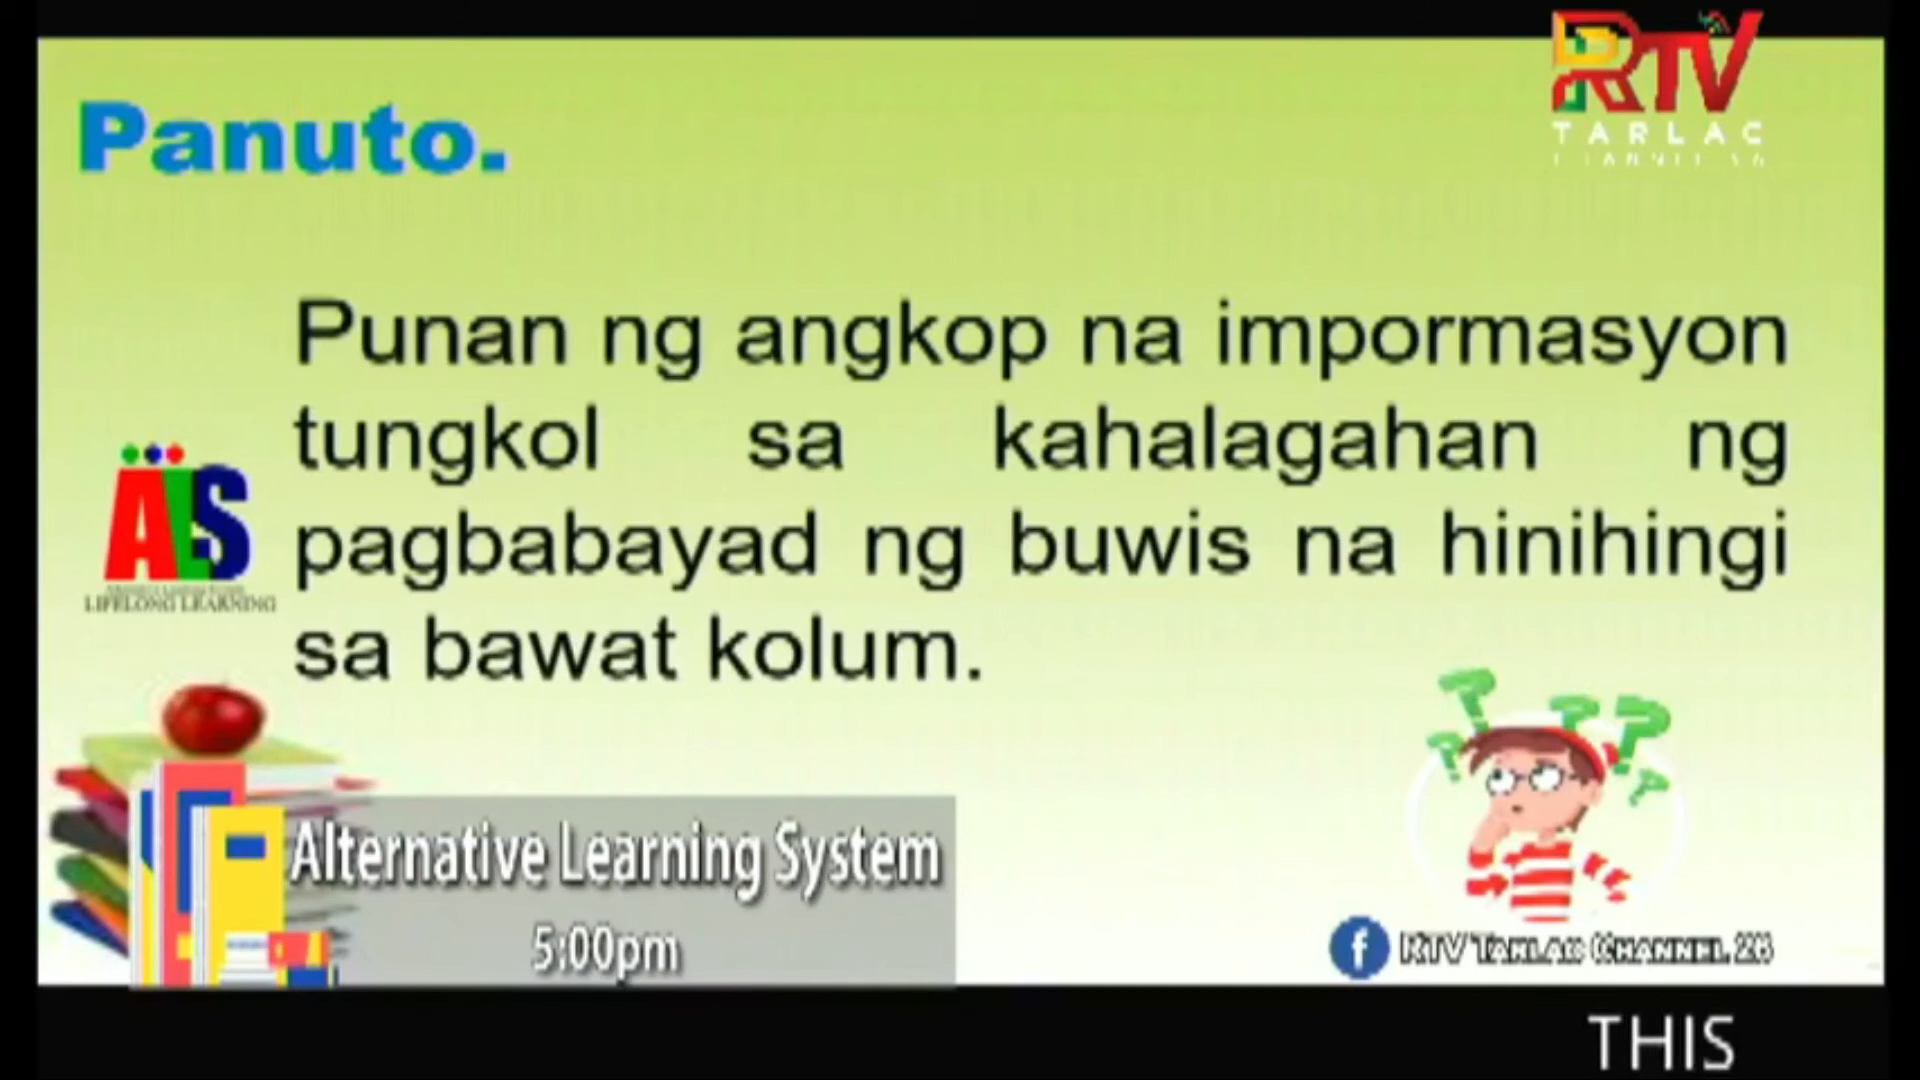 RTV
TARLAC
Panuto.
Punan ng angkop na impormasyon
tungkol sa kahalagahan ng
pagbabayad ng buwis na hinihingi
sa bawat kolum.
ALS
LIFELONG LEARNING
Alternative Learning System
5:00pm
f RTV TARLAC CHANNEL 26
THIS